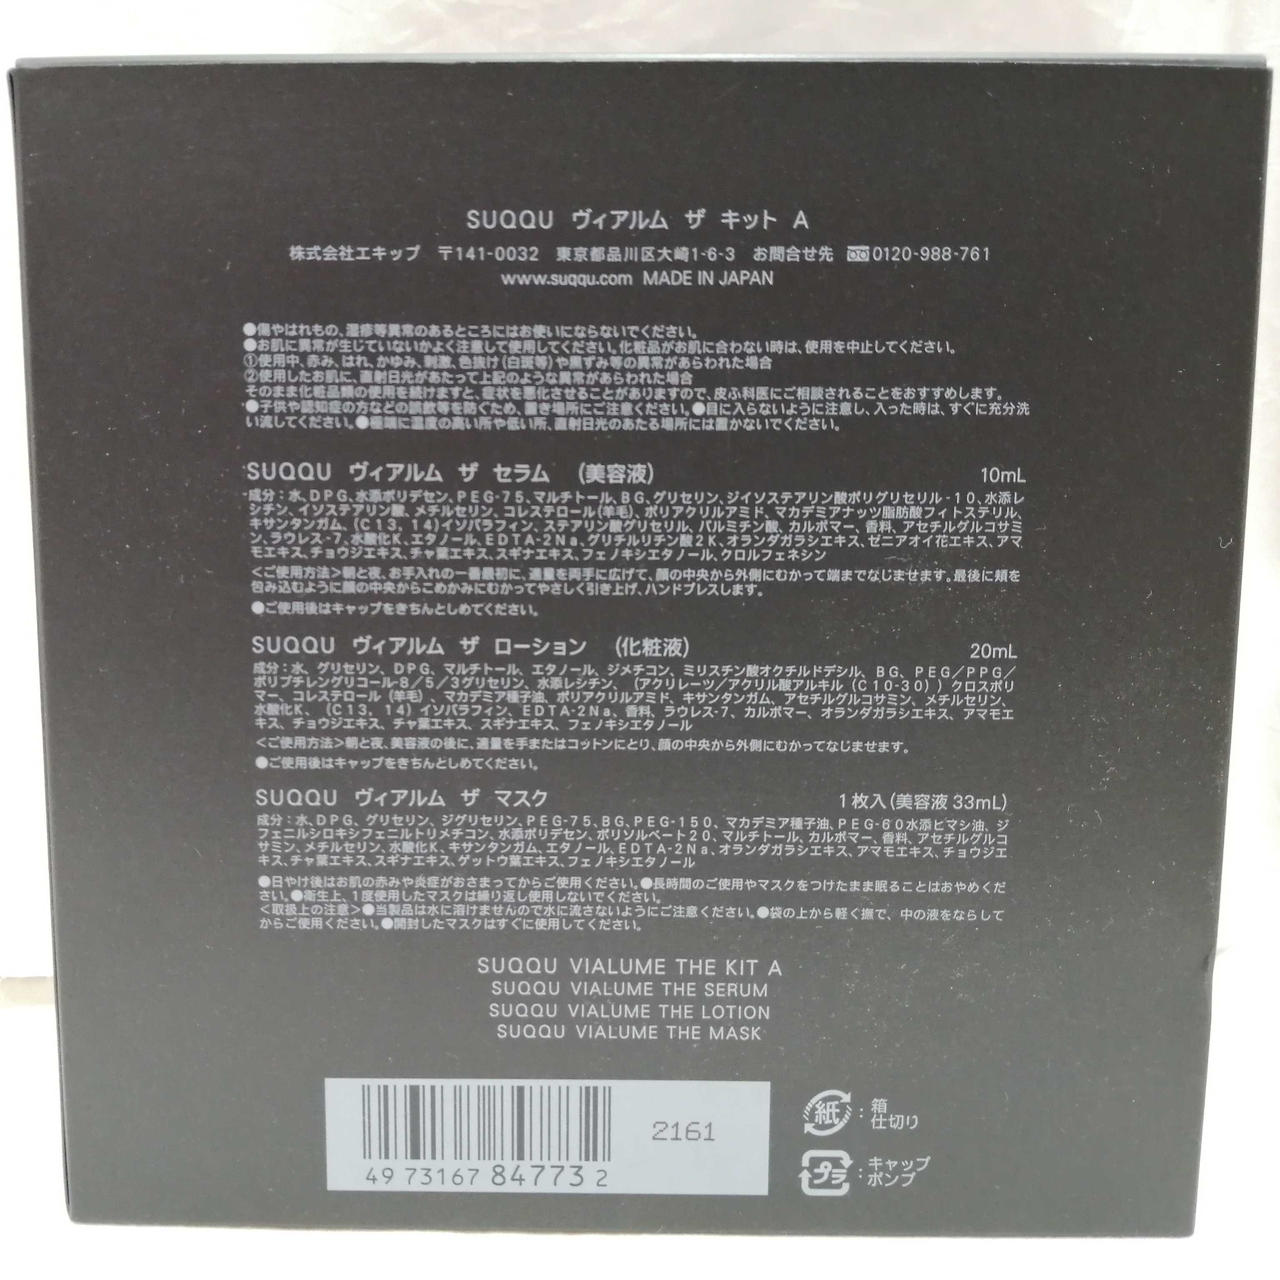 SUQQU ヴィアルム ザ キット A
株式会社エキップ 〒141-0032 東京都品川区大崎1-6-3 お問合せ先 0120-988-761
www.suqqu.com MADE IN JAPAN
●傷やはれもの、湿疹等異常のあるところにはお使いにならないでください。
●お肌に異常が生じていないかよく注意して使用してください。化粧品がお肌に合わない時は、使用を中止してください。
①使用中、赤み、はれ、かゆみ、刺激、色抜け(白斑等)や黒ずみ等の異常があらわれた場合
②使用したお肌に、直射日光があたって上記のような異常があらわれた場合
そのまま化粧品類の使用を続けますと、症状を悪化させることがありますので、皮ふ科医にご相談されることをおすすめします。
●子供や認知症の方などの誤飲等を防ぐため、置き場所にご注意ください。●目に入らないように注意し、入った時は、すぐに充分洗
い流してください。●極端に温度の高い所や低い所、直射日光のあたる場所には置かないでください。
SUQQU ヴィアルム ザ セラム (美容液) 10mL
成分:水、DPG、水添ポリデセン、PEG-75、マルチトール、BG、グリセリン、ジイソステアリン酸ポリグリセリル-10、水添レ
シチン、イソステアリン酸、メチルセリン、コレステロール(羊毛)、ポリアクリルアミド、マカデミアナッツ脂肪酸フィトステリル、
キサンタンガム、(C13，14)イソパラフィン、ステアリン酸グリセリル、パルミチン酸、カルボマー、香料、アセチルグルコサミ
ン、ラウレス-7、水酸化K、エタノール、EDTA-2Na、グリチルリチン酸2K、オランダガラシエキス、ゼニアオイ花エキス、アマ
モエキス、チョウジエキス、チャ葉エキス、スギナエキス、フェノキシエタノール、クロルフェネシン
<ご使用方法>朝と夜、お手入れの一番最初に、適量を両手に広げて、顔の中央から外側にむかって端までなじませます。最後に頬を
包み込むように顔の中央からこめかみにむかってやさしく引き上げ、ハンドプレスします。
●ご使用後はキャップをきちんとしめてください。
SUQQU ヴィアルム ザ ローション (化粧液) 20mL
成分:水、グリセリン、DPG、マルチトール、エタノール、ジメチコン、ミリスチン酸オクチルドデシル、BG、PEG/PPG/
ポリブチレングリコール-8/5/3グリセリン、水添レシチン、(アクリレーツ/アクリル酸アルキル(C10-30))クロスポリ
マー、コレステロール(羊毛)、マカデミア種子油、ポリアクリルアミド、キサンタンガム、アセチルグルコサミン、メチルセリン、
水酸化K、(C13，14)イソパラフィン、EDTA-2Na、香料、ラウレス-7、カルボマー、オランダガラシエキス、アマモエ
キス、チョウジエキス、チャ葉エキス、スギナエキス、フェノキシエタノール
<ご使用方法>朝と夜、美容液の後に、適量を手またはコットンにとり、顔の中央から外側にむかってなじませます。
●ご使用後はキャップをきちんとしめてください。
SUQQU ヴィアルム ザ マスク 1枚入(美容液 33mL)
成分:水、DPG、グリセリン、ジグリセリン、PEG-75、BG、PEG-150、マカデミア種子油、PEG-60水添ヒマシ油、ジ
フェニルシロキシフェニルトリメチコン、水添ポリデセン、ポリソルベート20、マルチトール、カルボマー、香料、アセチルグルコ
サミン、メチルセリン、水酸化K、キサンタンガム、エタノール、EDTA-2Na、オランダガラシエキス、アマモエキス、チョウジエ
キス、チャ葉エキス、スギナエキス、ゲットウ葉エキス、フェノキシエタノール
●日やけ後はお肌の赤みや炎症がおさまってからご使用ください。●長時間のご使用やマスクをつけたまま眠ることはおやめくだ
さい。●衛生上、1度使用したマスクは繰り返し使用しないでください。
<取扱上の注意>●当製品は水に溶けませんので水に流さないようにご注意ください。●袋の上から軽く撫で、中の液をならして
からご使用ください。●開封したマスクはすぐに使用してください。
SUQQU VIALUME THE KIT A
SUQQU VIALUME THE SERUM
SUQQU VIALUME THE LOTION
SUQQU VIALUME THE MASK
2161
49 73167 84773 2
紙:箱
仕切り
プラ:キャップ
ポンプ